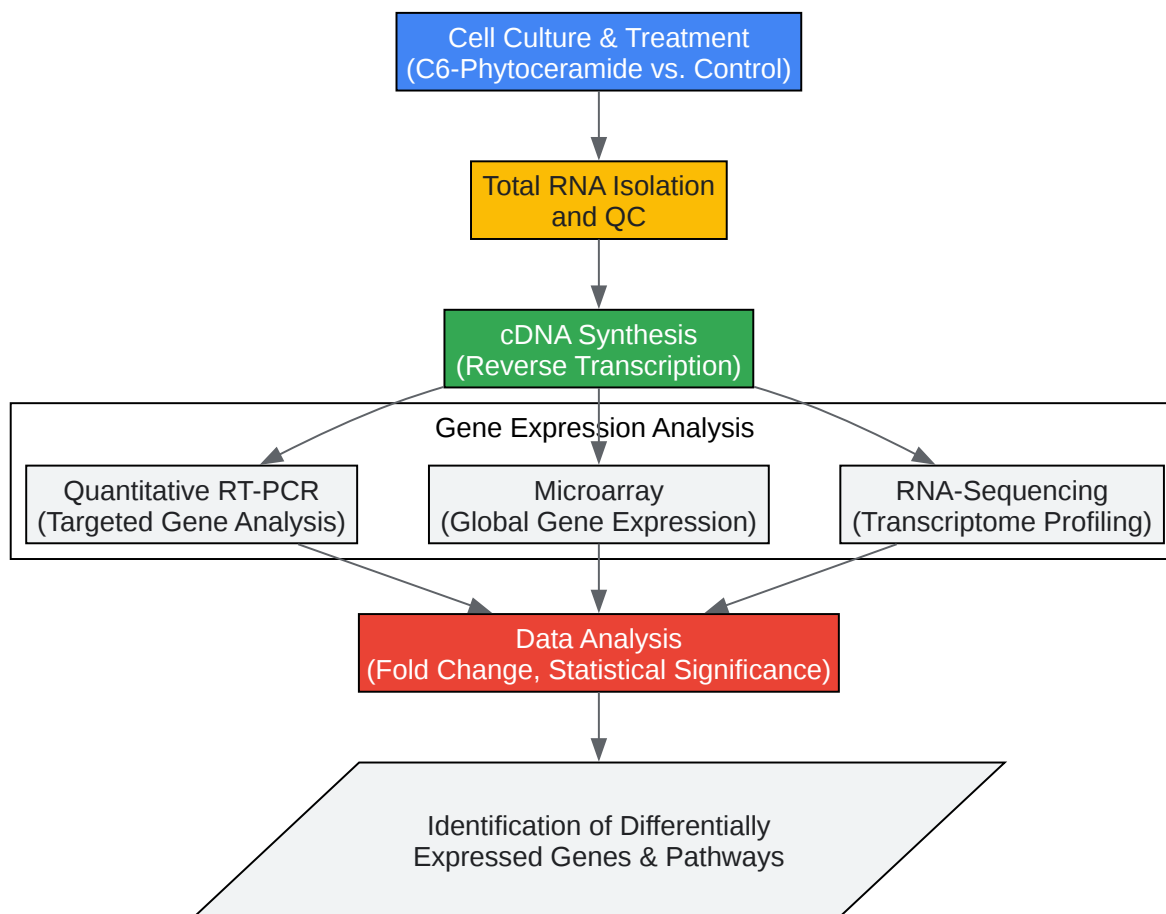 Cell Culture & Treatment
(C6-Phytoceramide vs. Control)
Total RNA Isolation
and QC
cDNA Synthesis
(Reverse Transcription)
Gene Expression Analysis
Quantitative RT-PCR
(Targeted Gene Analysis)
Microarray
(Global Gene Expression)
RNA-Sequencing
(Transcriptome Profiling)
Data Analysis
(Fold Change, Statistical Significance)
Identification of Differentially
Expressed Genes & Pathways